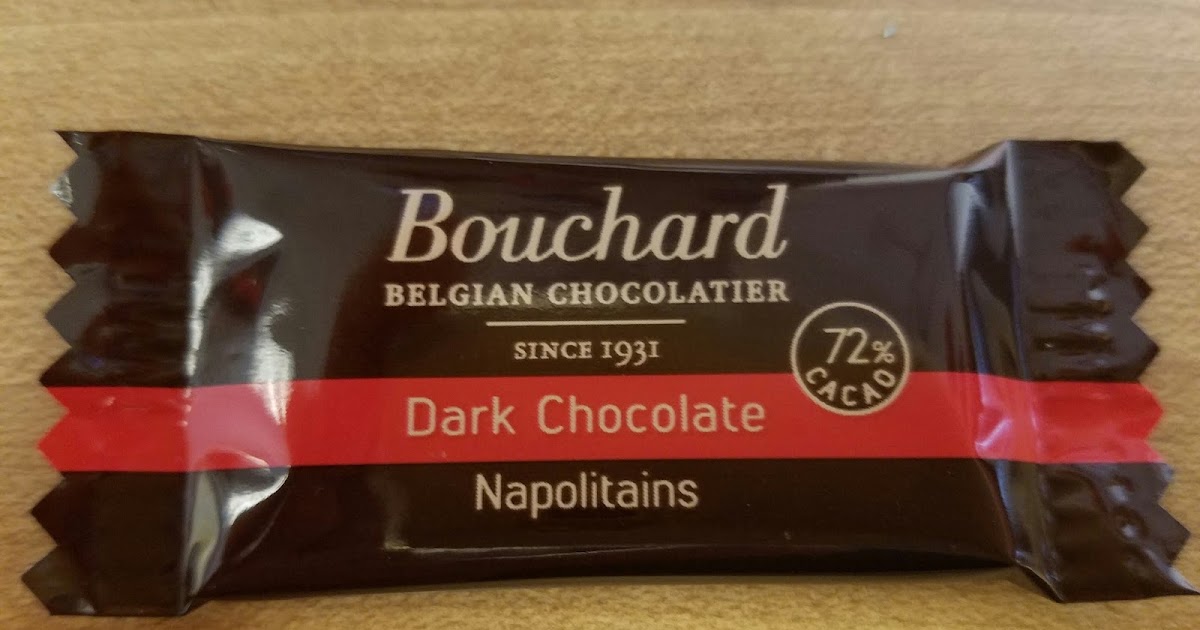 Bouchard
BELGIAN CHOCOLATIER
SINCE 1931
72%
CACAO
Dark Chocolate
Napolitains